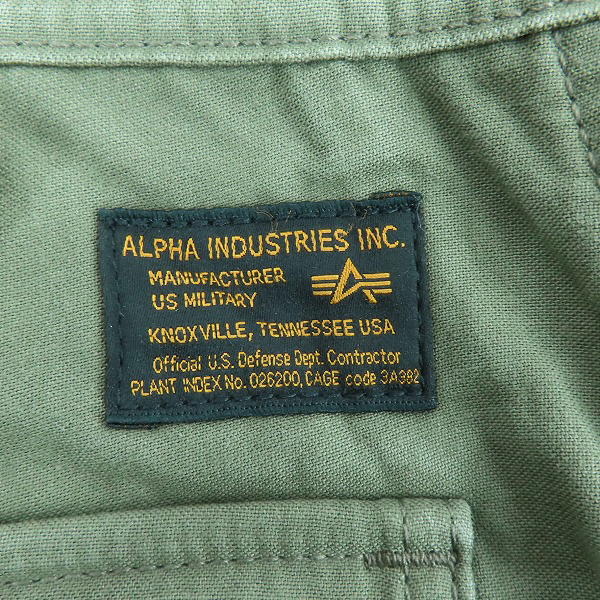 ALPHA INDUSTRIES INC.
MANUFACTURER
US MILITARY
KNOXVILLE, TENNESSEE USA
Official U.S. Defense Dept. Contractor
PLANT INDEX No. 026200, CAGE code 3A982